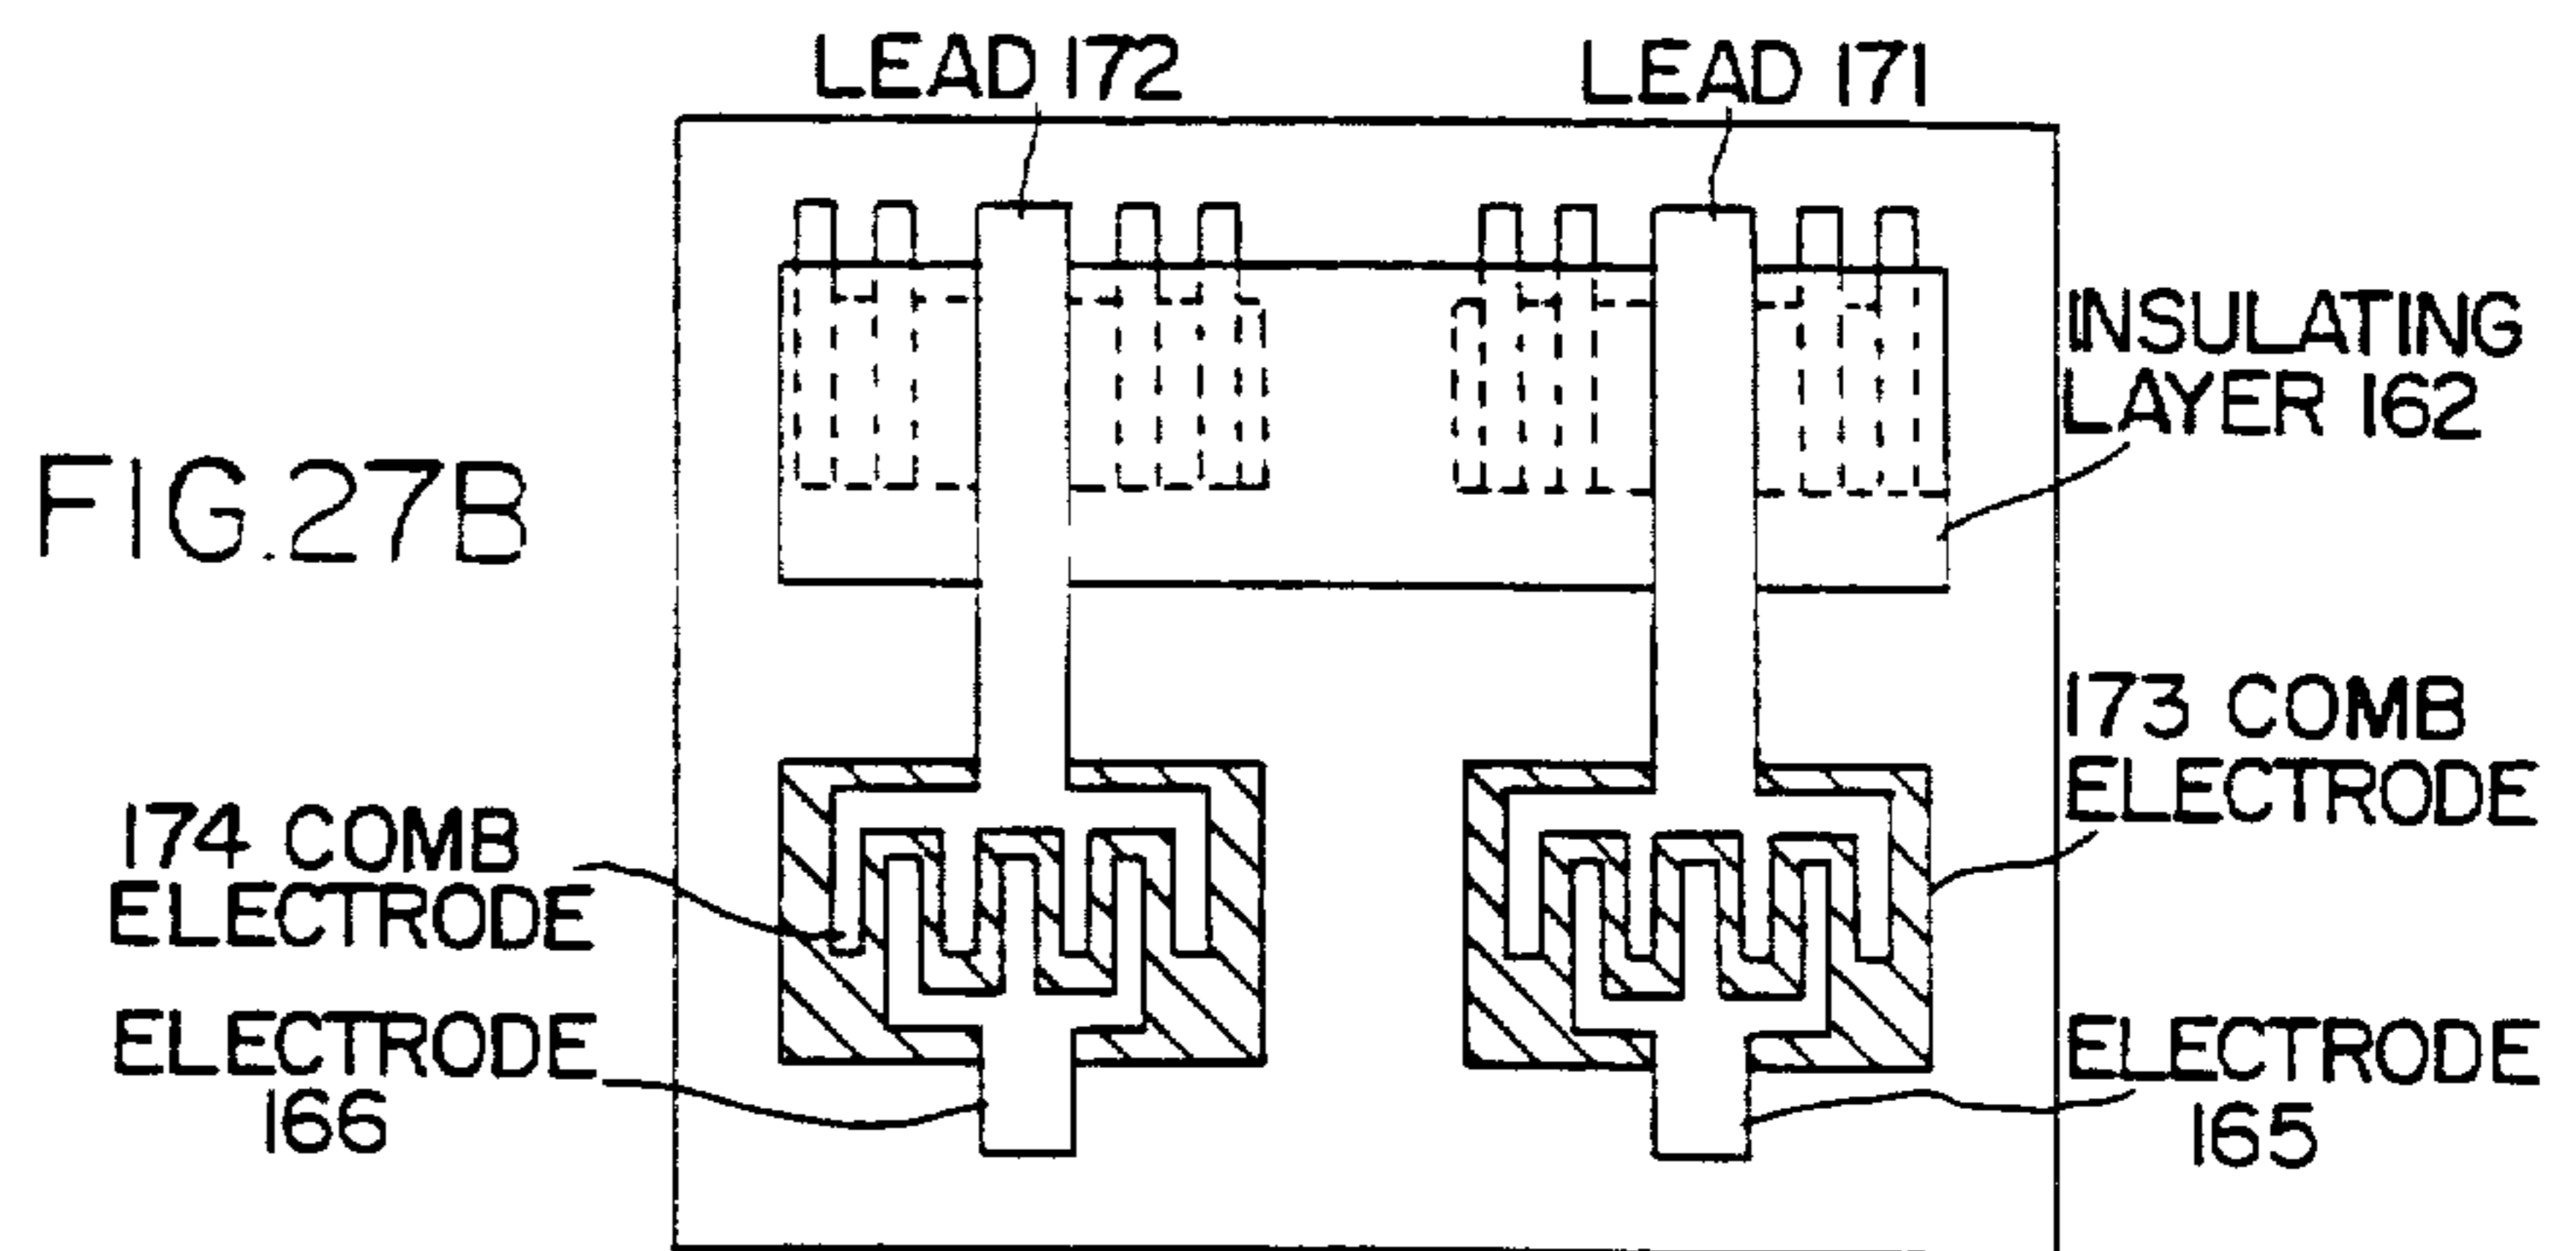 LEAD 172
LEAD 171
INSULATING
LAYER 162
FIG.27B
173 COMB
ELECTRODE
174 COMB
ELECTRODE
ELECTRODE
166
ELECTRODE
165